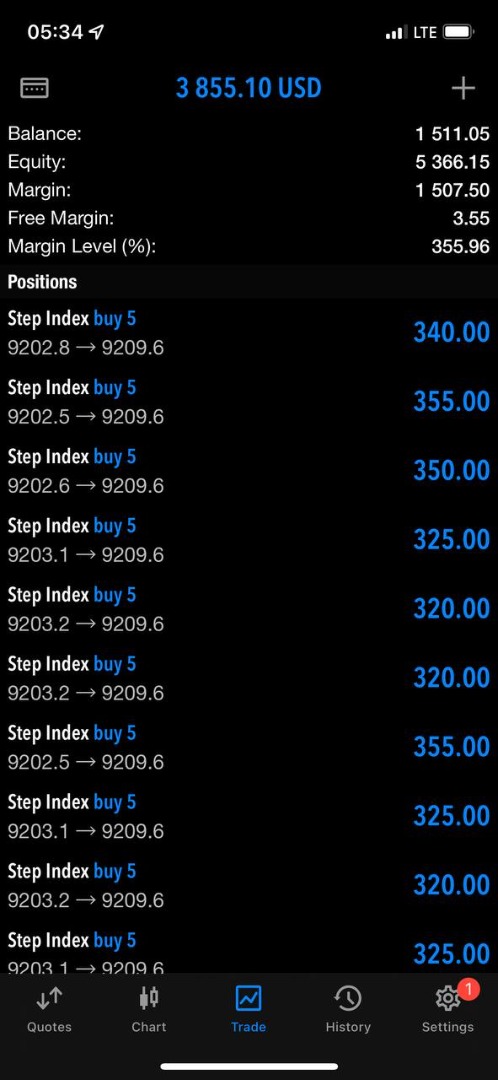 05:34
LTE
3 855.10 USD
Balance: 1 511.05
Equity: 5 366.15
Margin: 1 507.50
Free Margin: 3.55
Margin Level (%): 355.96
Positions
Step Index buy 5
9202.8 → 9209.6 340.00
Step Index buy 5
9202.5 → 9209.6 355.00
Step Index buy 5
9202.6 → 9209.6 350.00
Step Index buy 5
9203.1 → 9209.6 325.00
Step Index buy 5
9203.2 → 9209.6 320.00
Step Index buy 5
9203.2 → 9209.6 320.00
Step Index buy 5
9202.5 → 9209.6 355.00
Step Index buy 5
9203.1 → 9209.6 325.00
Step Index buy 5
9203.2 → 9209.6 320.00
Step Index buy 5
9203.1 → 9209.6 325.00
1
Quotes Chart Trade History Settings